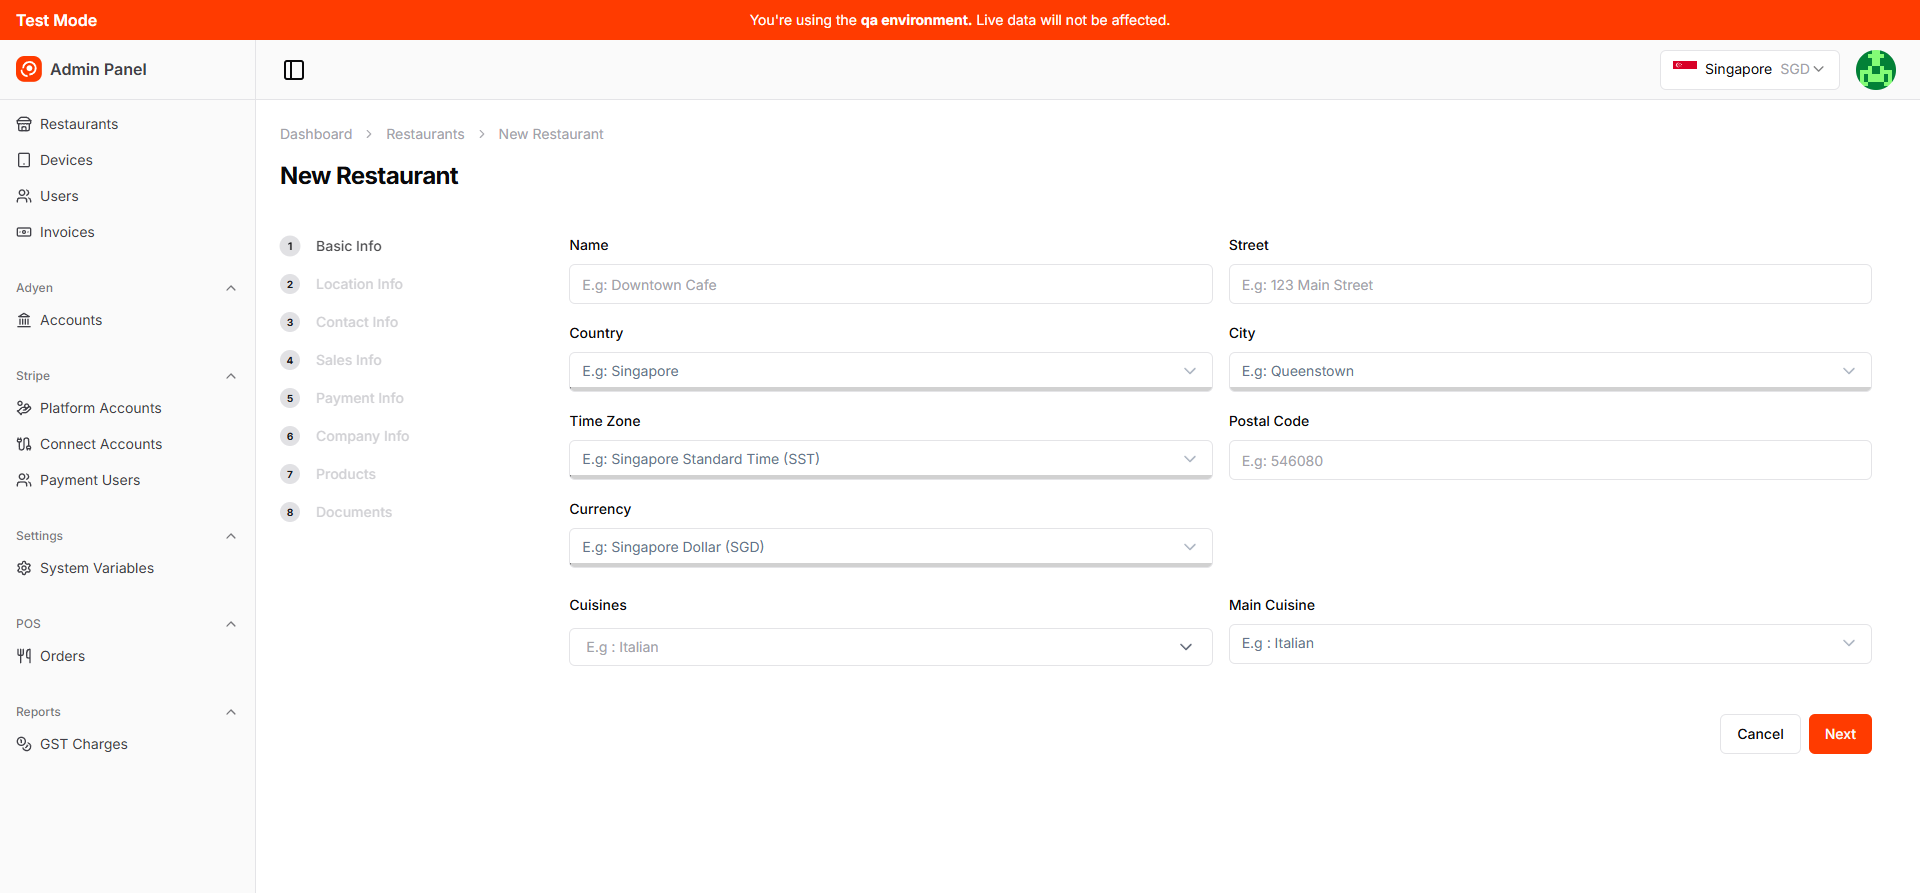 Test Mode
You're using the qa environment. Live data will not be affected.
Admin Panel
Singapore SGD
Restaurants
Devices
Users
Invoices
Adyen
Accounts
Stripe
Platform Accounts
Connect Accounts
Payment Users
Settings
System Variables
POS
Orders
Reports
GST Charges
Dashboard > Restaurants > New Restaurant
New Restaurant
1 Basic Info
2 Location Info
3 Contact Info
4 Sales Info
5 Payment Info
6 Company Info
7 Products
8 Documents
Name
E.g: Downtown Cafe
Street
E.g: 123 Main Street
Country
E.g: Singapore
City
E.g: Queenstown
Time Zone
E.g: Singapore Standard Time (SST)
Postal Code
E.g: 546080
Currency
E.g: Singapore Dollar (SGD)
Cuisines
E.g : Italian
Main Cuisine
E.g : Italian
Cancel
Next